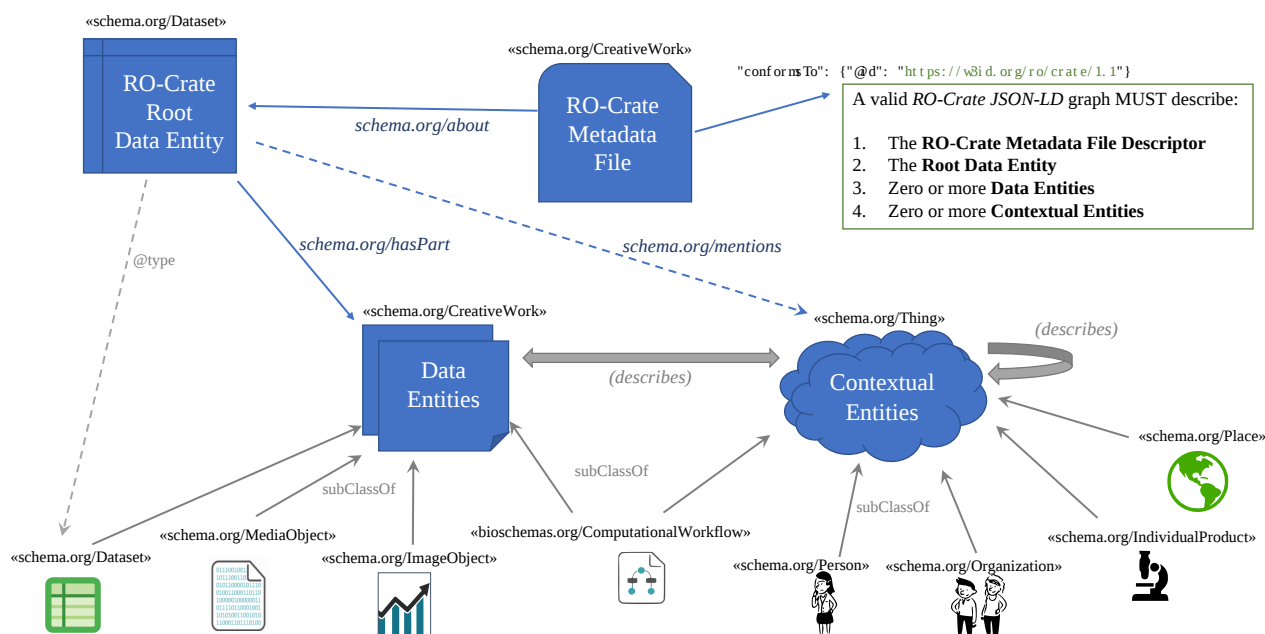 «schema.org/Dataset»
RO-Crate
Root
Data Entity
«schema.org/CreativeWork»
RO-Crate
Metadata
File
schema.org/about
"conformsTo": {"@id": "https://w3id.org/ro/crate/1.1"}
A valid RO-Crate JSON-LD graph MUST describe:
1. The RO-Crate Metadata File Descriptor
2. The Root Data Entity
3. Zero or more Data Entities
4. Zero or more Contextual Entities
schema.org/hasPart
schema.org/mentions
@type
«schema.org/CreativeWork»
Data
Entities
(describes)
«schema.org/Thing»
Contextual
Entities
(describes)
subClassOf
subClassOf
subClassOf
«schema.org/Place»
«schema.org/Dataset»
«schema.org/MediaObject»
«schema.org/ImageObject»
«bioschemas.org/ComputationalWorkflow»
«schema.org/Person»
«schema.org/Organization»
«schema.org/IndividualProduct»